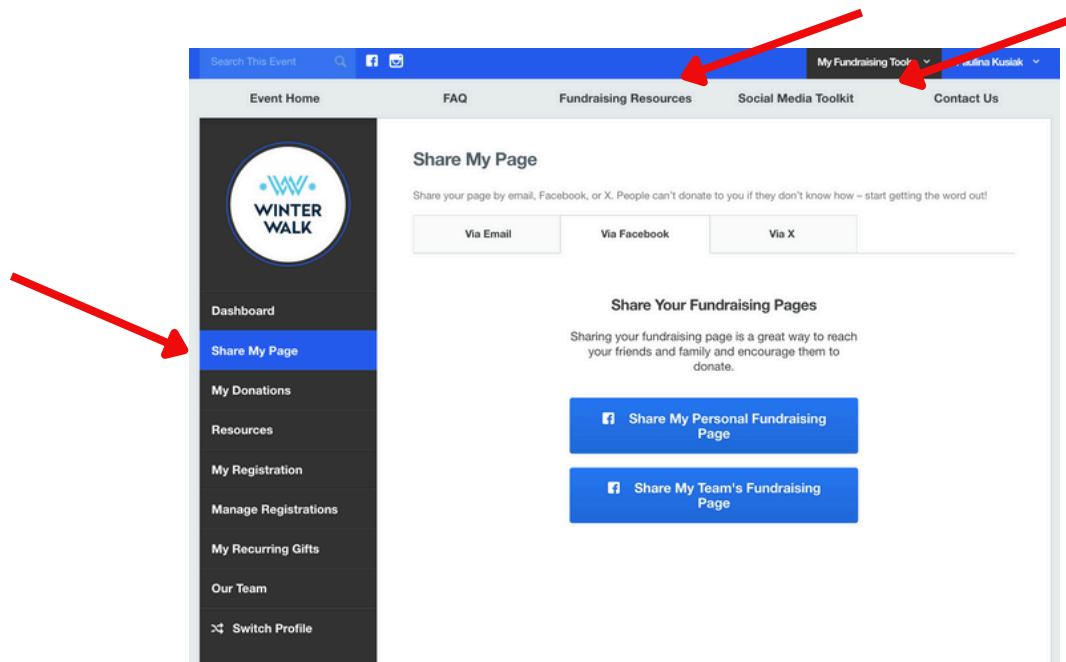 Search This Event
My Fundraising Tools
Paulina Kusiak
Event Home
FAQ
Fundraising Resources
Social Media Toolkit
Contact Us
WINTER
WALK
Share My Page
Share your page by email, Facebook, or X. People can't donate to you if they don't know how – start getting the word out!
Via Email
Via Facebook
Via X
Dashboard
Share My Page
My Donations
Resources
My Registration
Manage Registrations
My Recurring Gifts
Our Team
Switch Profile
Share Your Fundraising Pages
Sharing your fundraising page is a great way to reach
your friends and family and encourage them to
donate.
Share My Personal Fundraising
Page
Share My Team's Fundraising
Page